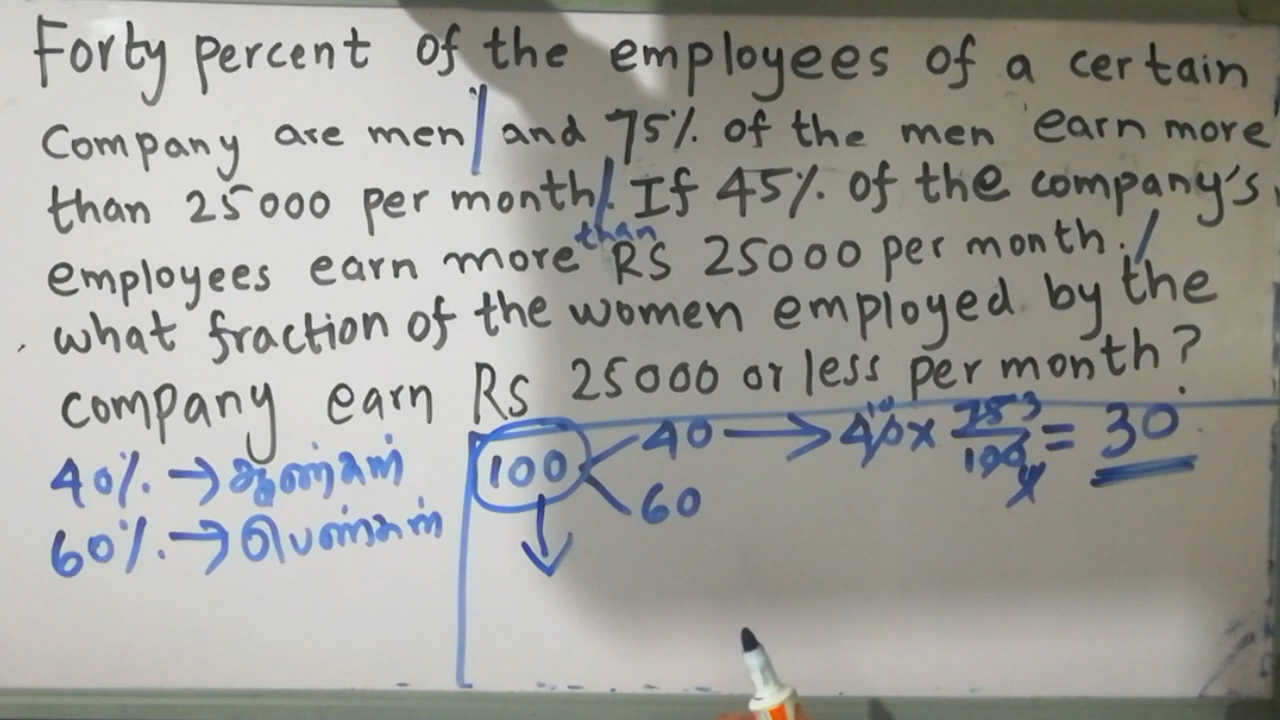 Forty percent of the employees of a certain
Company are men/ and 75% of the men earn more
than 25000 per month/. If 45% of the company's
employees earn more than RS 25000 per month./
what fraction of the women employed by the
company earn Rs 25000 or less per month?
40% → ஆண்கள்
60% → பெண்கள்
100 40 → 40 x 75/100 = 30
60
10 3 4